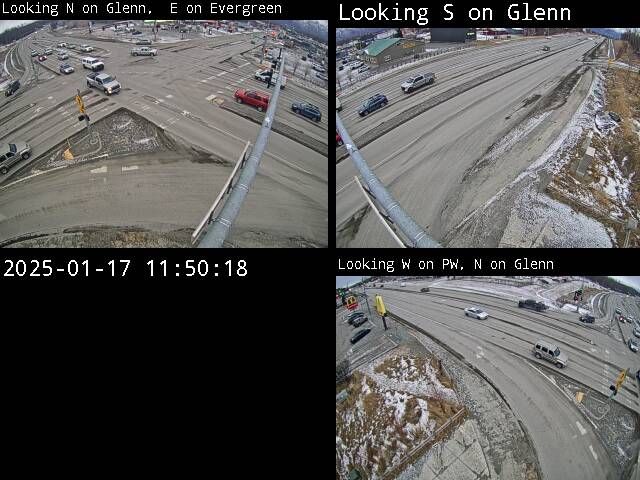 Looking N on Glenn,  E on Evergreen
Looking S on Glenn
2025-01-17 11:50:18
Looking W on PW, N on Glenn